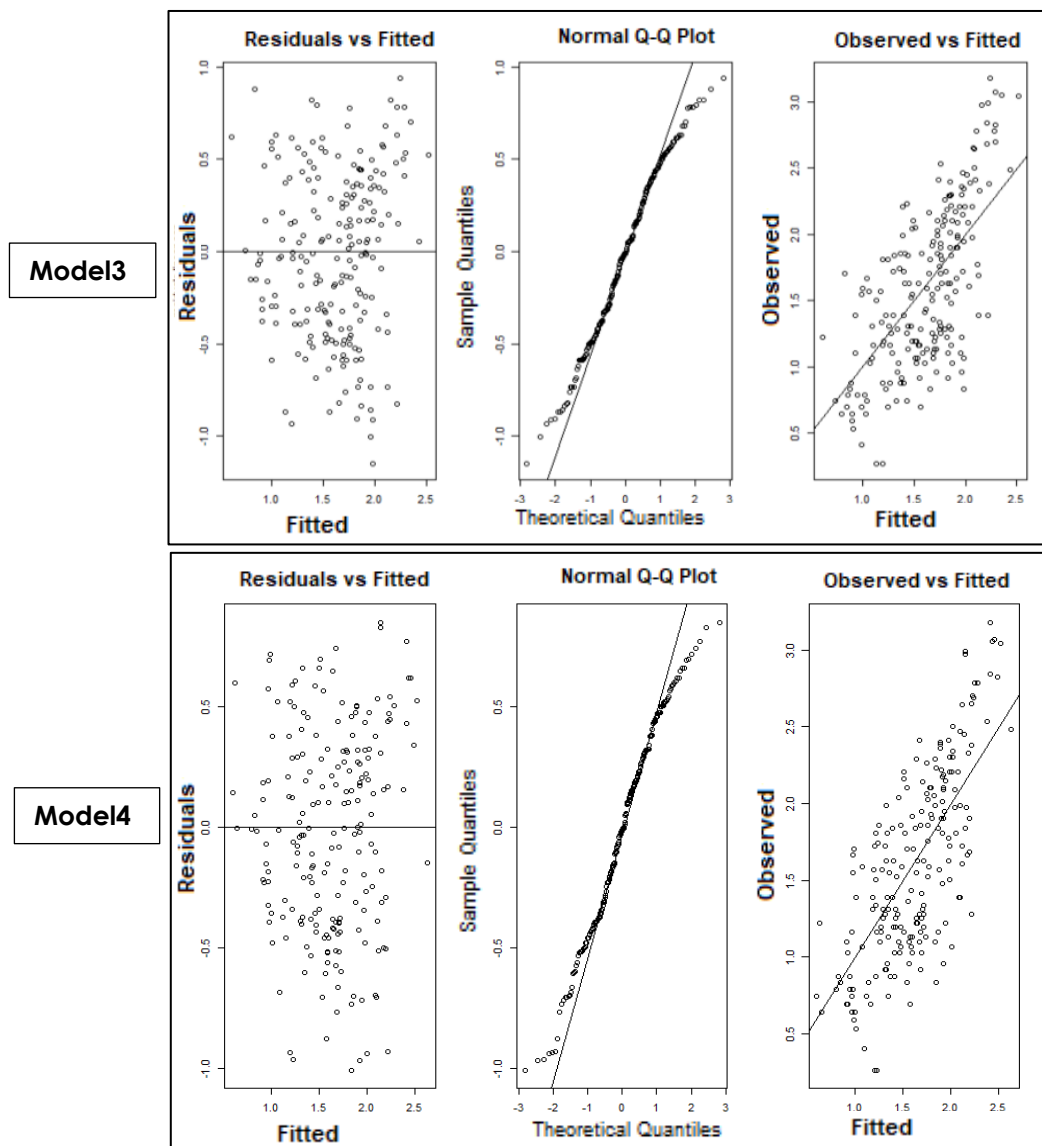 Model3
Residuals vs Fitted
Residuals
1.0
0.5
0.0
-0.5
-1.0
1.0 1.5 2.0 2.5
Fitted
Normal Q-Q Plot
Sample Quantiles
1.0
0.5
0.0
-0.5
-1.0
-3 -2 -1 0 1 2 3
Theoretical Quantiles
Observed vs Fitted
Observed
3.0
2.5
2.0
1.5
1.0
0.5
1.0 1.5 2.0 2.5
Fitted
Model4
Residuals vs Fitted
Residuals
0.5
0.0
-0.5
-1.0
1.0 1.5 2.0 2.5
Fitted
Normal Q-Q Plot
Sample Quantiles
0.5
0.0
-0.5
-1.0
-3 -2 -1 0 1 2 3
Theoretical Quantiles
Observed vs Fitted
Observed
3.0
2.5
2.0
1.5
1.0
0.5
1.0 1.5 2.0 2.5
Fitted